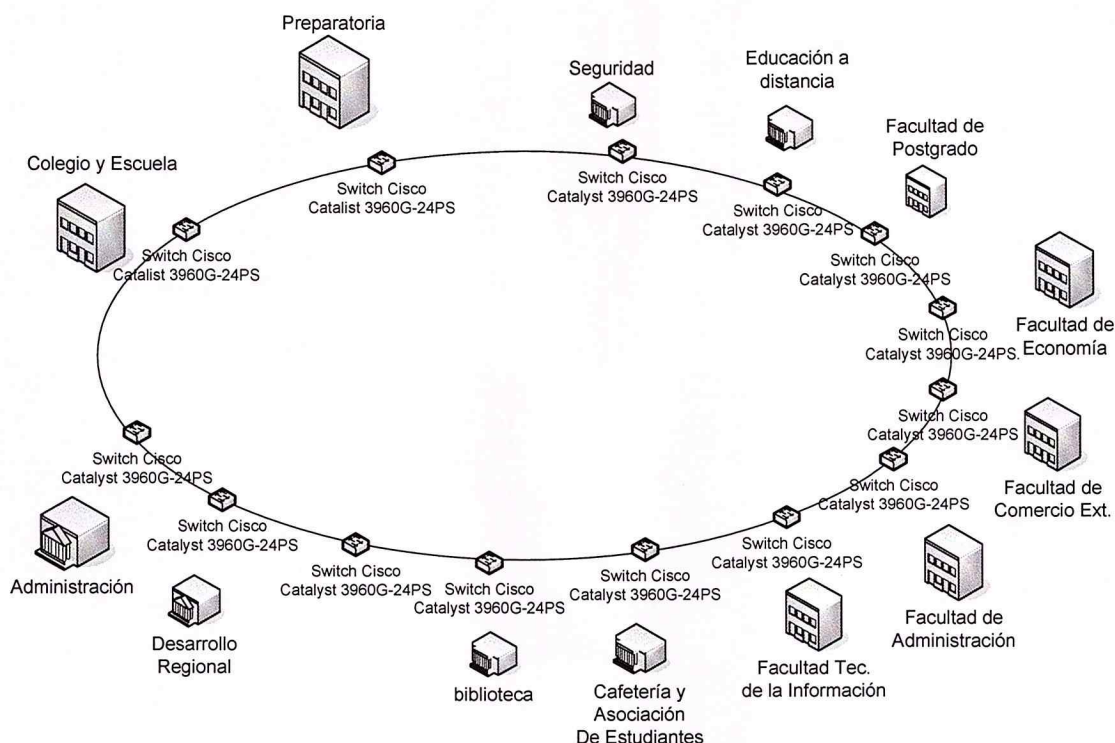 Preparatoria
Seguridad
Educación a
distancia
Facultad de
Postgrado
Colegio y Escuela
Switch Cisco
Catalist 3960G-24PS
Switch Cisco
Catalyst 3960G-24PS
Switch Cisco
Catalyst 3960G-24PS
Switch Cisco
Catalist 3960G-24PS
Switch Cisco
Catalyst 3960G-24PS
Facultad de
Economía
Switch Cisco
Catalyst 3960G-24PS.
Switch Cisco
Catalyst 3960G-24PS
Switch Cisco
Catalyst 3960G-24PS
Facultad de
Comercio Ext.
Switch Cisco
Catalyst 3960G-24PS
Switch Cisco
Catalyst 3960G-24PS
Switch Cisco
Catalyst 3960G-24PS
Switch Cisco
Catalyst 3960G-24PS
Switch Cisco
Catalyst 3960G-24PS
Switch Cisco
Catalyst 3960G-24PS
Administración
Desarrollo
Regional
biblioteca
Cafetería y
Asociación
De Estudiantes
Facultad Tec.
de la Información
Facultad de
Administración